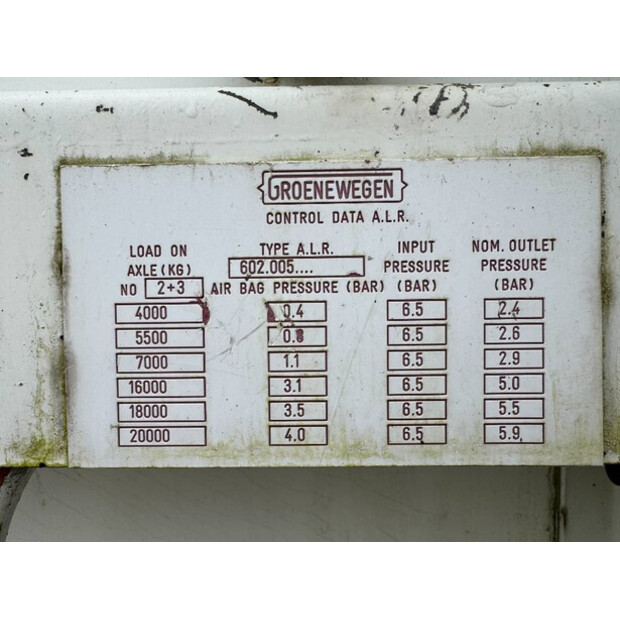 GROENEWEGEN
CONTROL DATA A.L.R.
LOAD ON TYPE A.L.R. INPUT NOM. OUTLET
AXLE (KG) 602.005.... PRESSURE PRESSURE
NO 2+3 AIR BAG PRESSURE (BAR) (BAR) (BAR)
4000 0.4 6.5 2.4
5500 0.8 6.5 2.6
7000 1.1 6.5 2.9
16000 3.1 6.5 5.0
18000 3.5 6.5 5.5
20000 4.0 6.5 5.9